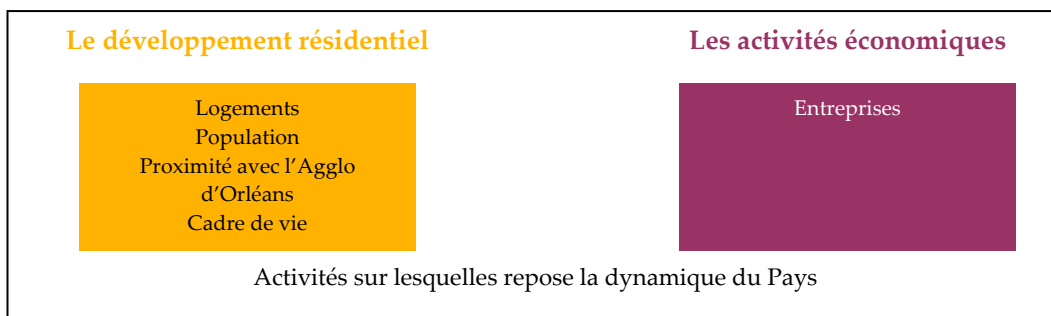 Le développement résidentiel
Les activités économiques
Logements
Population
Proximité avec l’Agglo
d’Orléans
Cadre de vie
Entreprises
Activités sur lesquelles repose la dynamique du Pays